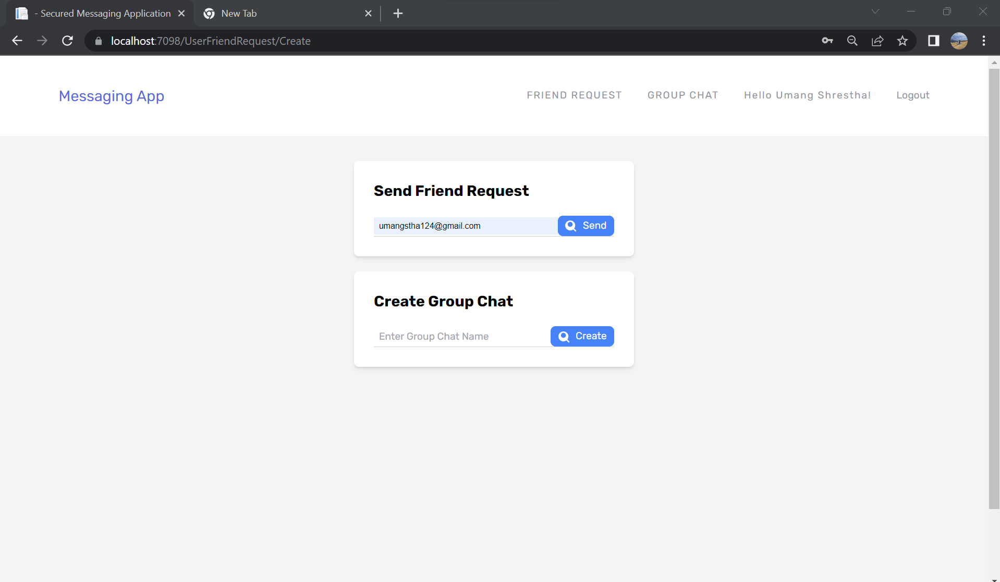 - Secured Messaging Application
New Tab
localhost:7098/UserFriendRequest/Create
Messaging App
FRIEND REQUEST
GROUP CHAT
Hello Umang Shrestha!
Logout
Send Friend Request
umangstha124@gmail.com
Send
Create Group Chat
Enter Group Chat Name
Create